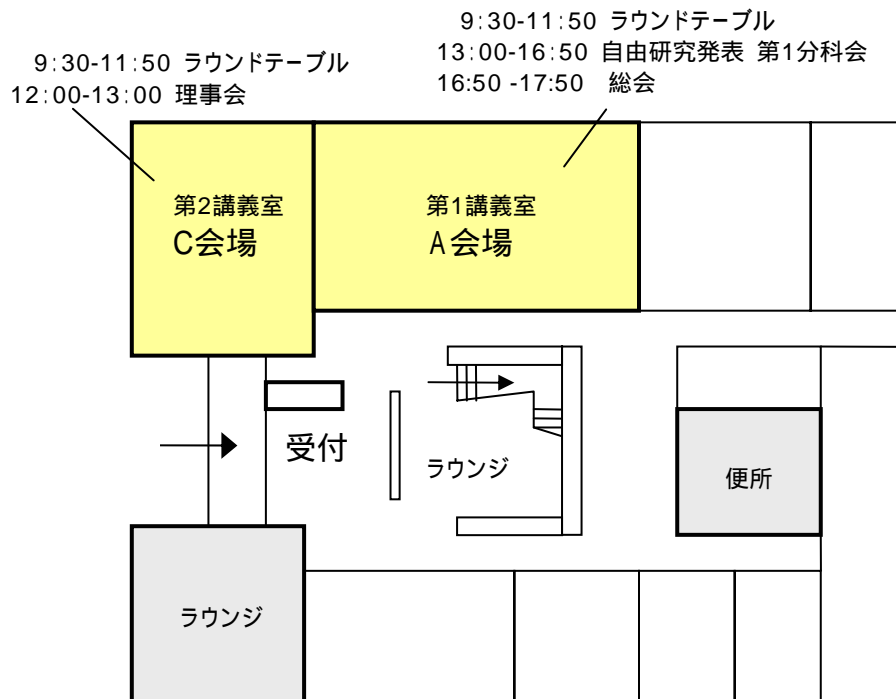 9:30-11:50 ラウンドテーブル
12:00-13:00 理事会
9:30-11:50 ラウンドテーブル
13:00-16:50 自由研究発表 第1分科会
16:50 -17:50 総会
第2講義室
C会場
第1講義室
A会場
受付
ラウンジ
便所
ラウンジ